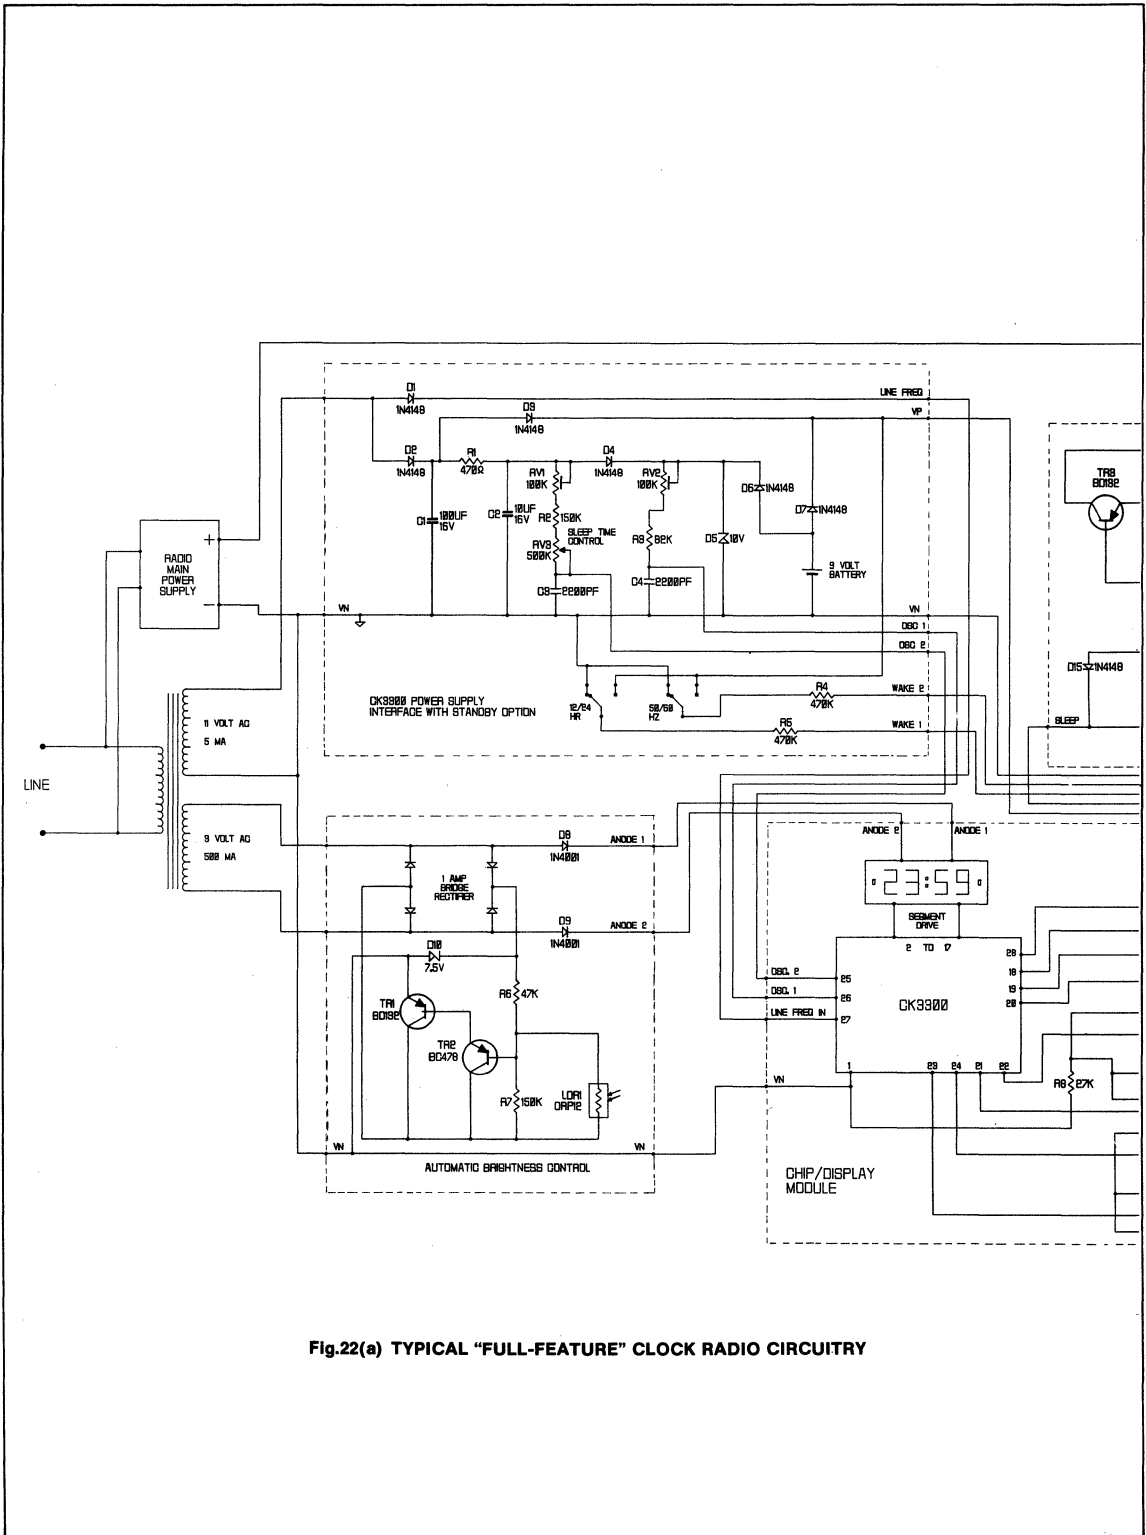 D1
1N4148
LINE FREQ
D3
1N4148
VP
D2
1N4148
R1
470Ω
D4
1N4148
RV1
100K
RV2
100K
D6 1N4148
D7 1N4148
C1 100UF
16V
C2 10UF
16V
R2 150K
SLEEP TIME
CONTROL
RV3
500K
R3 82K
D5 10V
9 VOLT
BATTERY
C3 2200PF
C4 2200PF
VN
VN
OSC 1
OSC 2
12/24
HR
50/60
HZ
R4
470K
WAKE 2
R5
470K
WAKE 1
CK3300 POWER SUPPLY
INTERFACE WITH STANDBY OPTION
RADIO
MAIN
POWER
SUPPLY
+
−
11 VOLT AC
5 MA
LINE
9 VOLT AC
500 MA
TR3
BD132
D15 1N4148
SLEEP
D8
1N4001
ANODE 1
1 AMP
BRIDGE
RECTIFIER
D9
1N4001
ANODE 2
D10
7.5V
R6 47K
TR1
BD132
TR2
BC478
R7 150K
LDR1
ORP12
VN
VN
AUTOMATIC BRIGHTNESS CONTROL
ANODE 2
ANODE 1
23:59
SEGMENT
DRIVE
2 TO 17
OSC. 2
25
OSC. 1
26
LINE FREQ IN
27
CK3300
28
18
19
20
1
23
24
21
22
R8 27K
VN
CHIP/DISPLAY
MODULE
Fig.22(a) TYPICAL “FULL-FEATURE” CLOCK RADIO CIRCUITRY